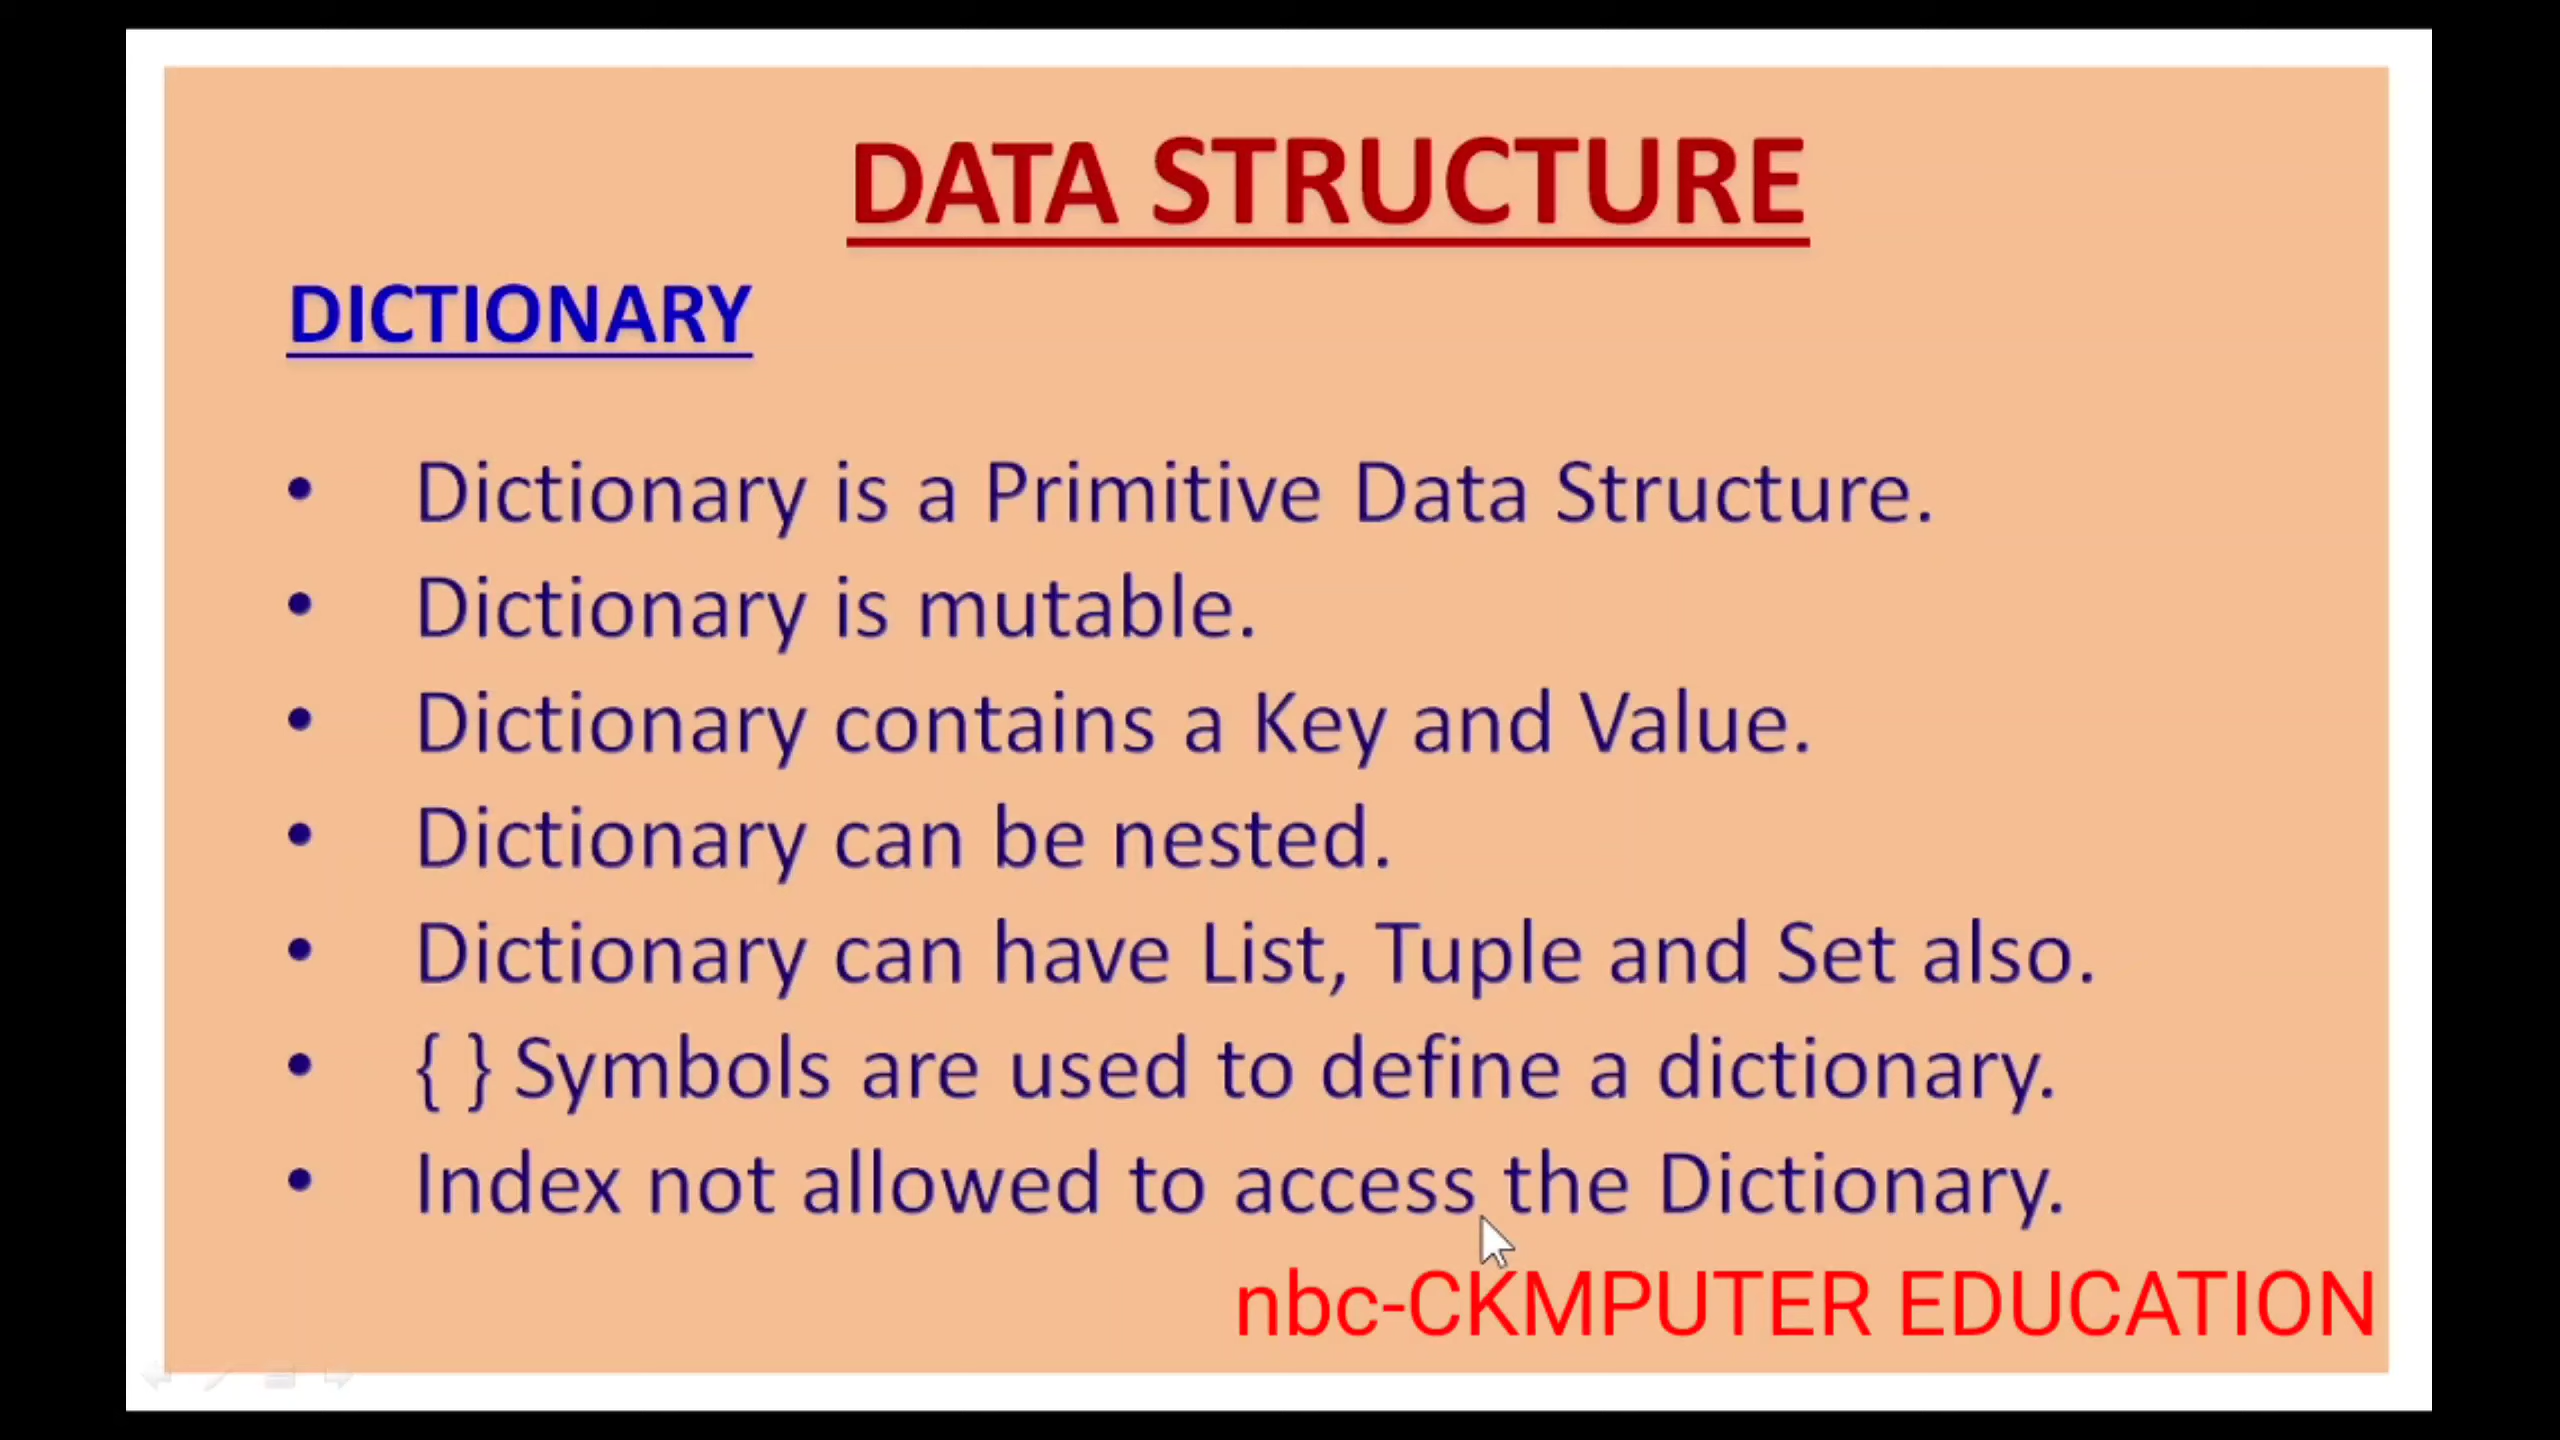 DATA STRUCTURE
DICTIONARY
• Dictionary is a Primitive Data Structure.
• Dictionary is mutable.
• Dictionary contains a Key and Value.
• Dictionary can be nested.
• Dictionary can have List, Tuple and Set also.
• { } Symbols are used to define a dictionary.
• Index not allowed to access the Dictionary.
nbc-CKMPUTER EDUCATION